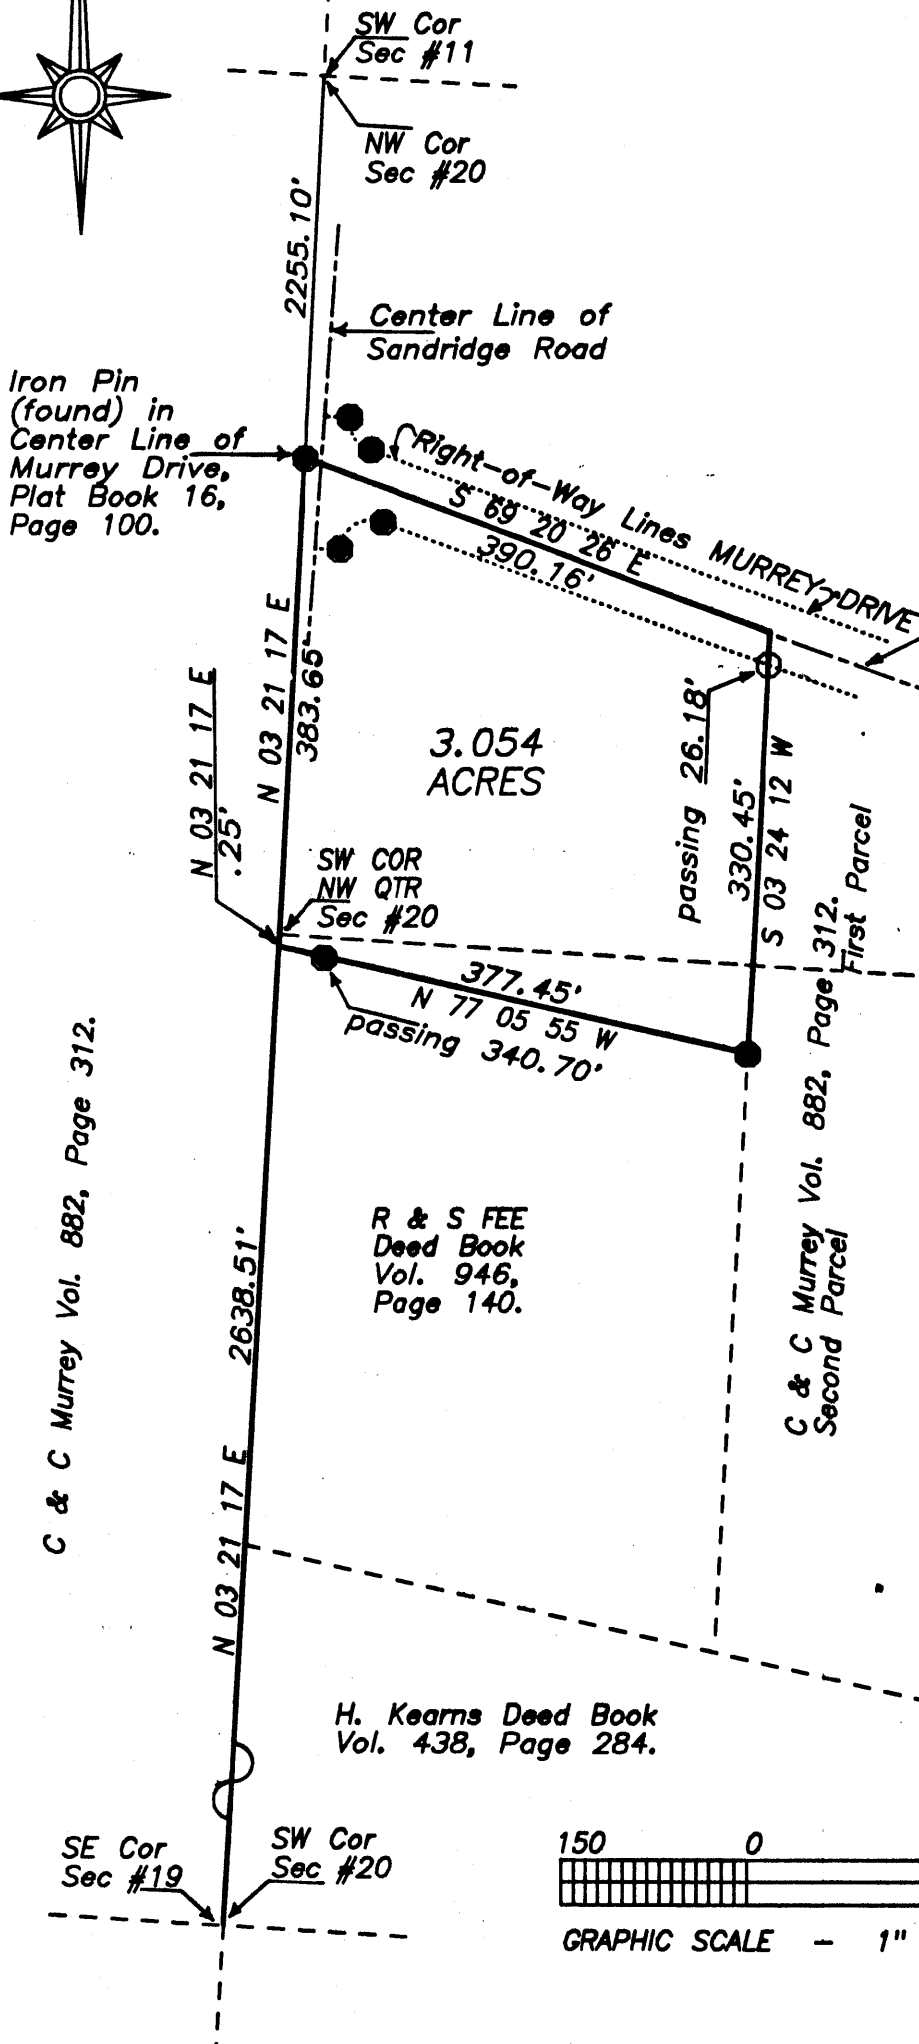 SW Cor
Sec #11
NW Cor
Sec #20
2255.10'
Center Line of
Sandridge Road
Iron Pin
(found) in
Center Line of
Murrey Drive,
Plat Book 16,
Page 100.
Right-of-Way Lines MURREY DRIVE
S 69 20 26 E
390.16'
N 03 21 17 E
383.65'
N 03 21 17 E
.25'
3.054
ACRES
passing 26.18'
330.45'
S 03 24 12 W
SW COR
NW QTR
Sec #20
377.45'
N 77 05 55 W
passing 340.70'
C & C Murrey Vol. 882, Page 312.
First Parcel
Second Parcel
C & C Murrey Vol. 882, Page 312.
R & S FEE
Deed Book
Vol. 946,
Page 140.
2638.51'
N 03 21 17 E
H. Kearns Deed Book
Vol. 438, Page 284.
SE Cor
Sec #19
SW Cor
Sec #20
150 0
GRAPHIC SCALE - 1"